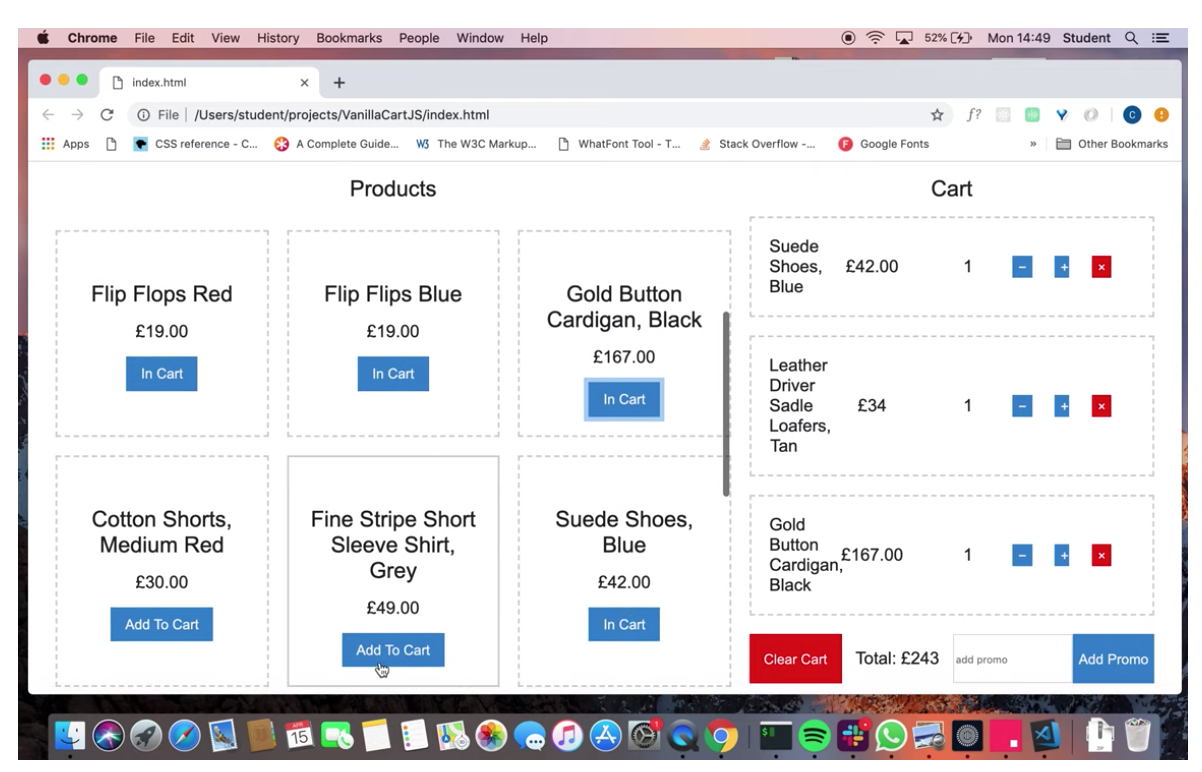 Chrome File Edit View History Bookmarks People Window Help 52% Mon 14:49 Student
index.html
File /Users/student/projects/VanillaCartJS/index.html
Apps CSS reference - C... A Complete Guide... The W3C Markup... WhatFont Tool - T... Stack Overflow -... Google Fonts » Other Bookmarks
Products
Flip Flops Red
£19.00
In Cart
Flip Flips Blue
£19.00
In Cart
Gold Button
Cardigan, Black
£167.00
In Cart
Cotton Shorts,
Medium Red
£30.00
Add To Cart
Fine Stripe Short
Sleeve Shirt,
Grey
£49.00
Add To Cart
Suede Shoes,
Blue
£42.00
In Cart
Cart
Suede
Shoes, £42.00 1 − + ×
Blue
Leather
Driver
Sadle £34 1 − + ×
Loafers,
Tan
Gold
Button £167.00 1 − + ×
Cardigan,
Black
Clear Cart Total: £243 add promo Add Promo
APR
15